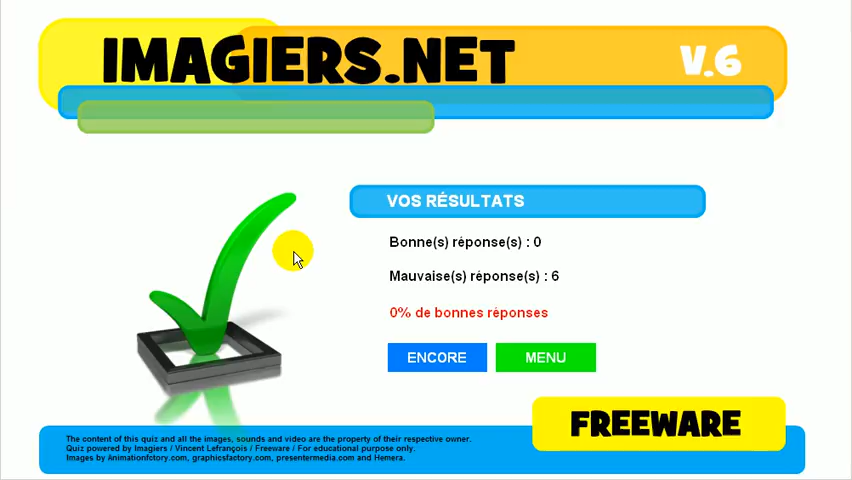 IMAGIERS.NET
V.6
VOS RÉSULTATS
Bonne(s) réponse(s) : 0
Mauvaise(s) réponse(s) : 6
0% de bonnes réponses
ENCORE
MENU
FREEWARE
The content of this quiz and all the images, sounds and video are the property of their respective owner.
Quiz powered by Imagiers / Vincent Lefrançois / Freeware / For educational purpose only.
Images by Animationfctory.com, graphicsfactory.com, presentermedia.com and Hemera.